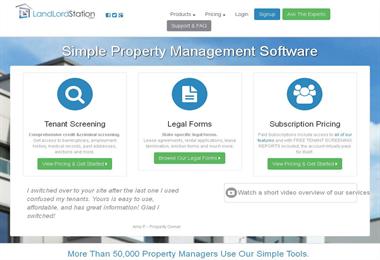 LandLordStation
Products
Pricing
Log In
Signup
Ask The Experts
Support & FAQ
Simple Property Management Software
Tenant Screening
Comprehensive credit & criminal screening.
Get access to bankruptcies, employment
history, medical records, past addresses,
evictions and more.
View Pricing & Get Started
Legal Forms
State-specific legal forms.
Lease agreements, rental applications, lease
termination, eviction forms and much more.
Browse Our Legal Forms
Subscription Pricing
Paid Subscriptions include access to all of our
features and with FREE TENANT SCREENING
REPORTS included, the account virtually paid
for itself.
View Pricing & Get Started
I switched over to your site after the last one I used
confused my tenants. Yours is easy to use,
affordable, and has great information! Glad I
switched!
Amy P - Property Owner
Watch a short video overview of our services
More Than 50,000 Property Managers Use Our Simple Tools.